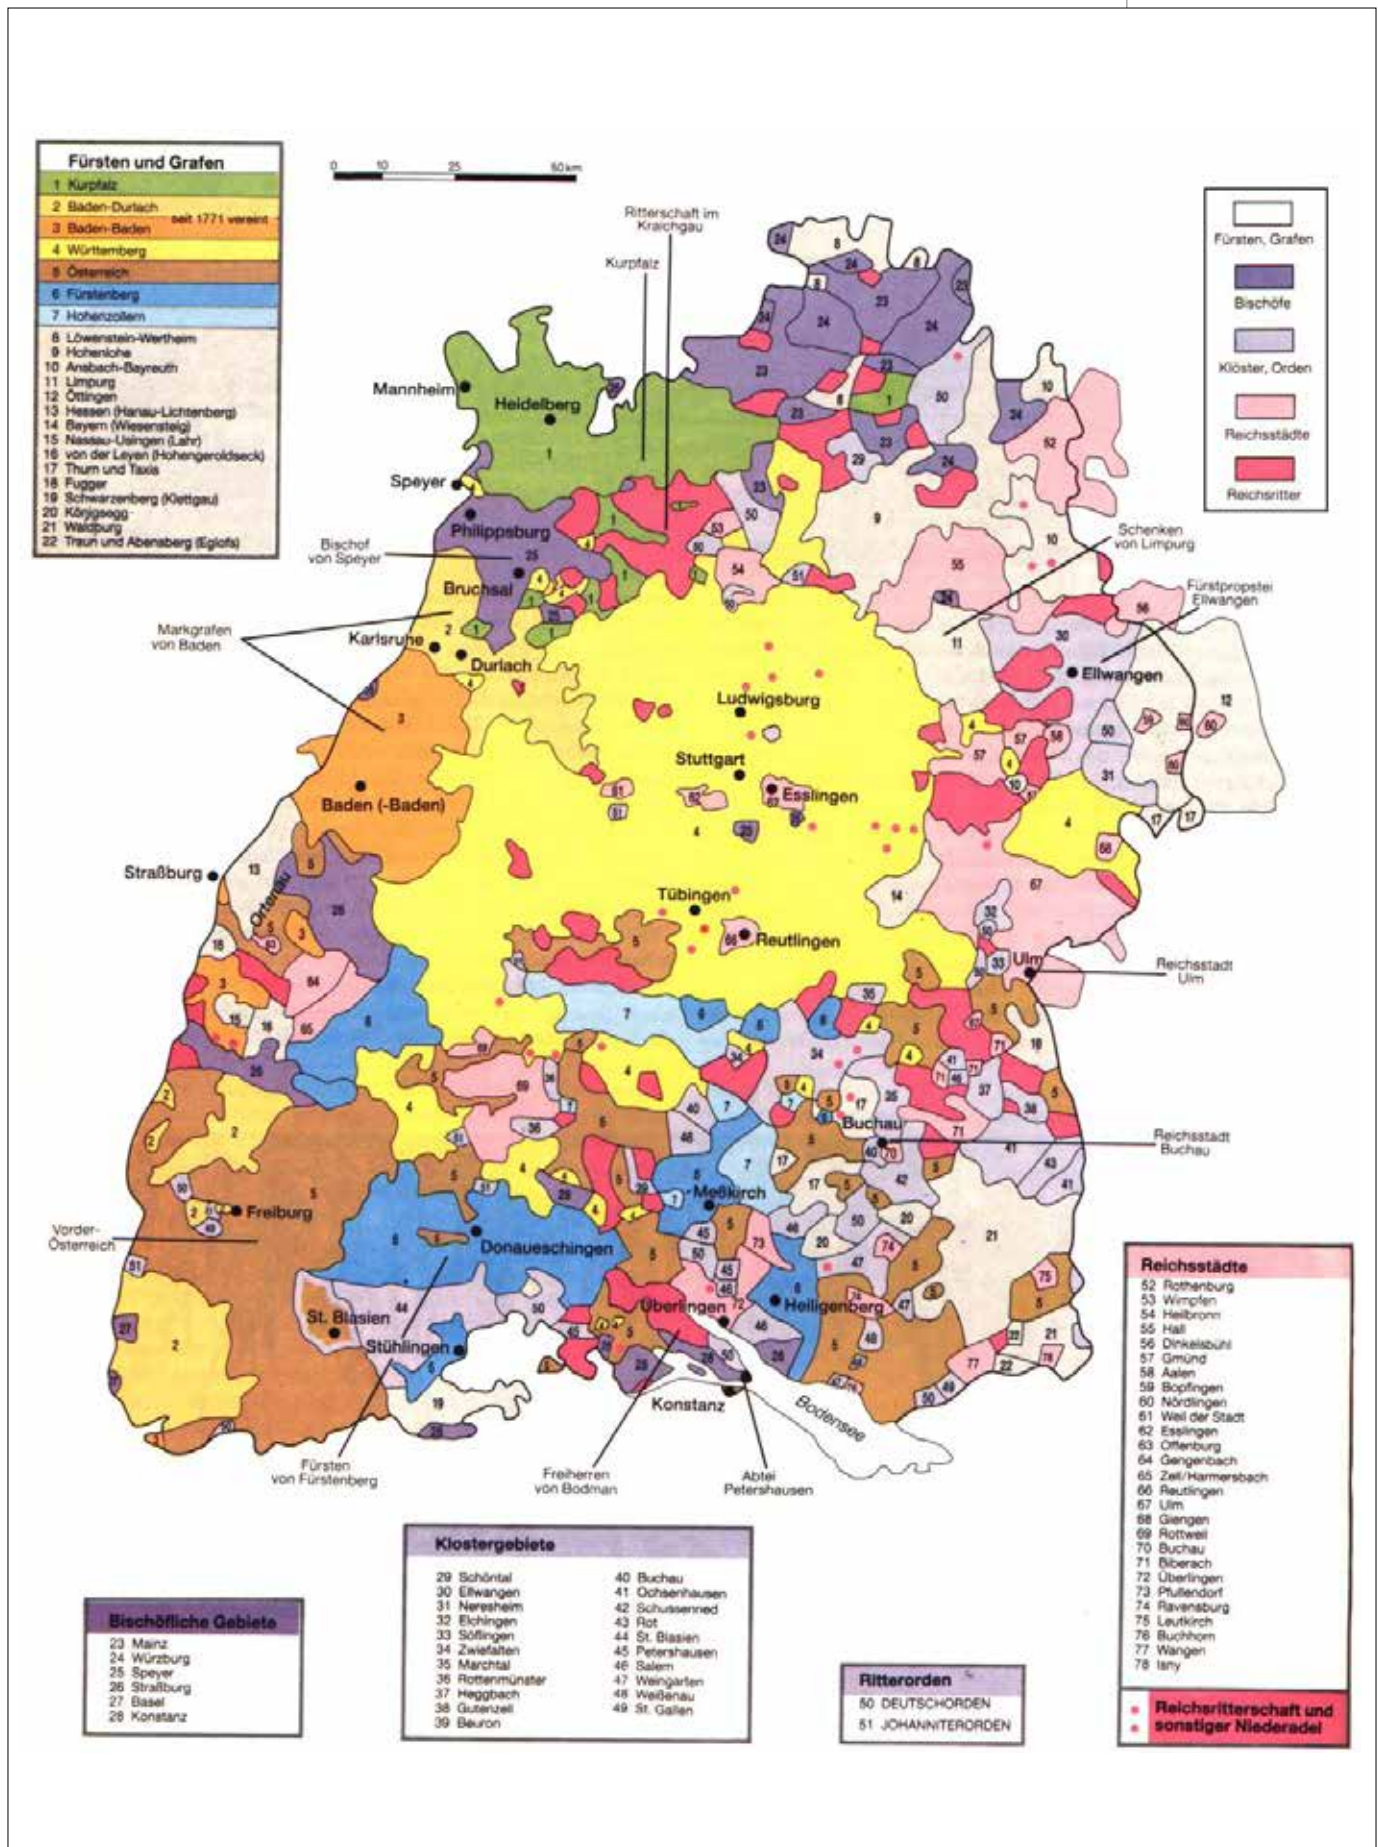 Fürsten und Grafen
1 Kurpfalz
2 Baden-Durlach
seit 1771 vereint
3 Baden-Baden
4 Württemberg
5 Österreich
6 Fürstenberg
7 Hohenzollern
8 Löwenstein-Wertheim
9 Hohenlohe
10 Ansbach-Bayreuth
11 Limpurg
12 Öttingen
13 Hessen (Hanau-Lichtenberg)
14 Bayern (Wiesensteig)
15 Nassau-Usingen (Lahr)
16 von der Leyen (Hohengeroldseck)
17 Thurn und Taxis
18 Fugger
19 Schwarzenberg (Klettgau)
20 Königsegg
21 Waldburg
22 Traun und Abensberg (Eglofs)
0 10 25 50 km
Fürsten, Grafen
Bischöfe
Klöster, Orden
Reichsstädte
Reichsritter
Ritterschaft im
Kraichgau
Kurpfalz
Mannheim
Heidelberg
Speyer
Philippsburg
Bischof
von Speyer
Bruchsal
Schenken
von Limpurg
Fürstpropstei
Ellwangen
Markgrafen
von Baden
Karlsruhe
Durlach
Ellwangen
Ludwigsburg
Stuttgart
Esslingen
Baden (-Baden)
Straßburg
Ortenau
Tübingen
Reutlingen
Ulm
Reichsstadt
Ulm
Buchau
Reichsstadt
Buchau
Meßkirch
Freiburg
Vorder-
Österreich
Donaueschingen
St. Blasien
Stühlingen
Überlingen
Heiligenberg
Konstanz
Bodensee
Fürsten
von Fürstenberg
Freiherren
von Bodman
Abtei
Petershausen
Reichsstädte
52 Rothenburg
53 Wimpfen
54 Heilbronn
55 Hall
56 Dinkelsbühl
57 Gmünd
58 Aalen
59 Bopfingen
60 Nördlingen
61 Weil der Stadt
62 Esslingen
63 Offenburg
64 Gengenbach
65 Zell/Harmersbach
66 Reutlingen
67 Ulm
68 Giengen
69 Rottweil
70 Buchau
71 Biberach
72 Überlingen
73 Pfullendorf
74 Ravensburg
75 Leutkirch
76 Buchhorn
77 Wangen
78 Isny
Reichsritterschaft und
sonstiger Niederadel
Klostergebiete
29 Schöntal
30 Ellwangen
31 Neresheim
32 Elchingen
33 Söflingen
34 Zwiefalten
35 Marchtal
36 Rottenmünster
37 Heggbach
38 Gutenzell
39 Beuron
40 Buchau
41 Ochsenhausen
42 Schussenried
43 Rot
44 St. Blasien
45 Petershausen
46 Salem
47 Weingarten
48 Weißenau
49 St. Gallen
Bischöfliche Gebiete
23 Mainz
24 Würzburg
25 Speyer
26 Straßburg
27 Basel
28 Konstanz
Ritterorden
50 DEUTSCHORDEN
51 JOHANNITERORDEN